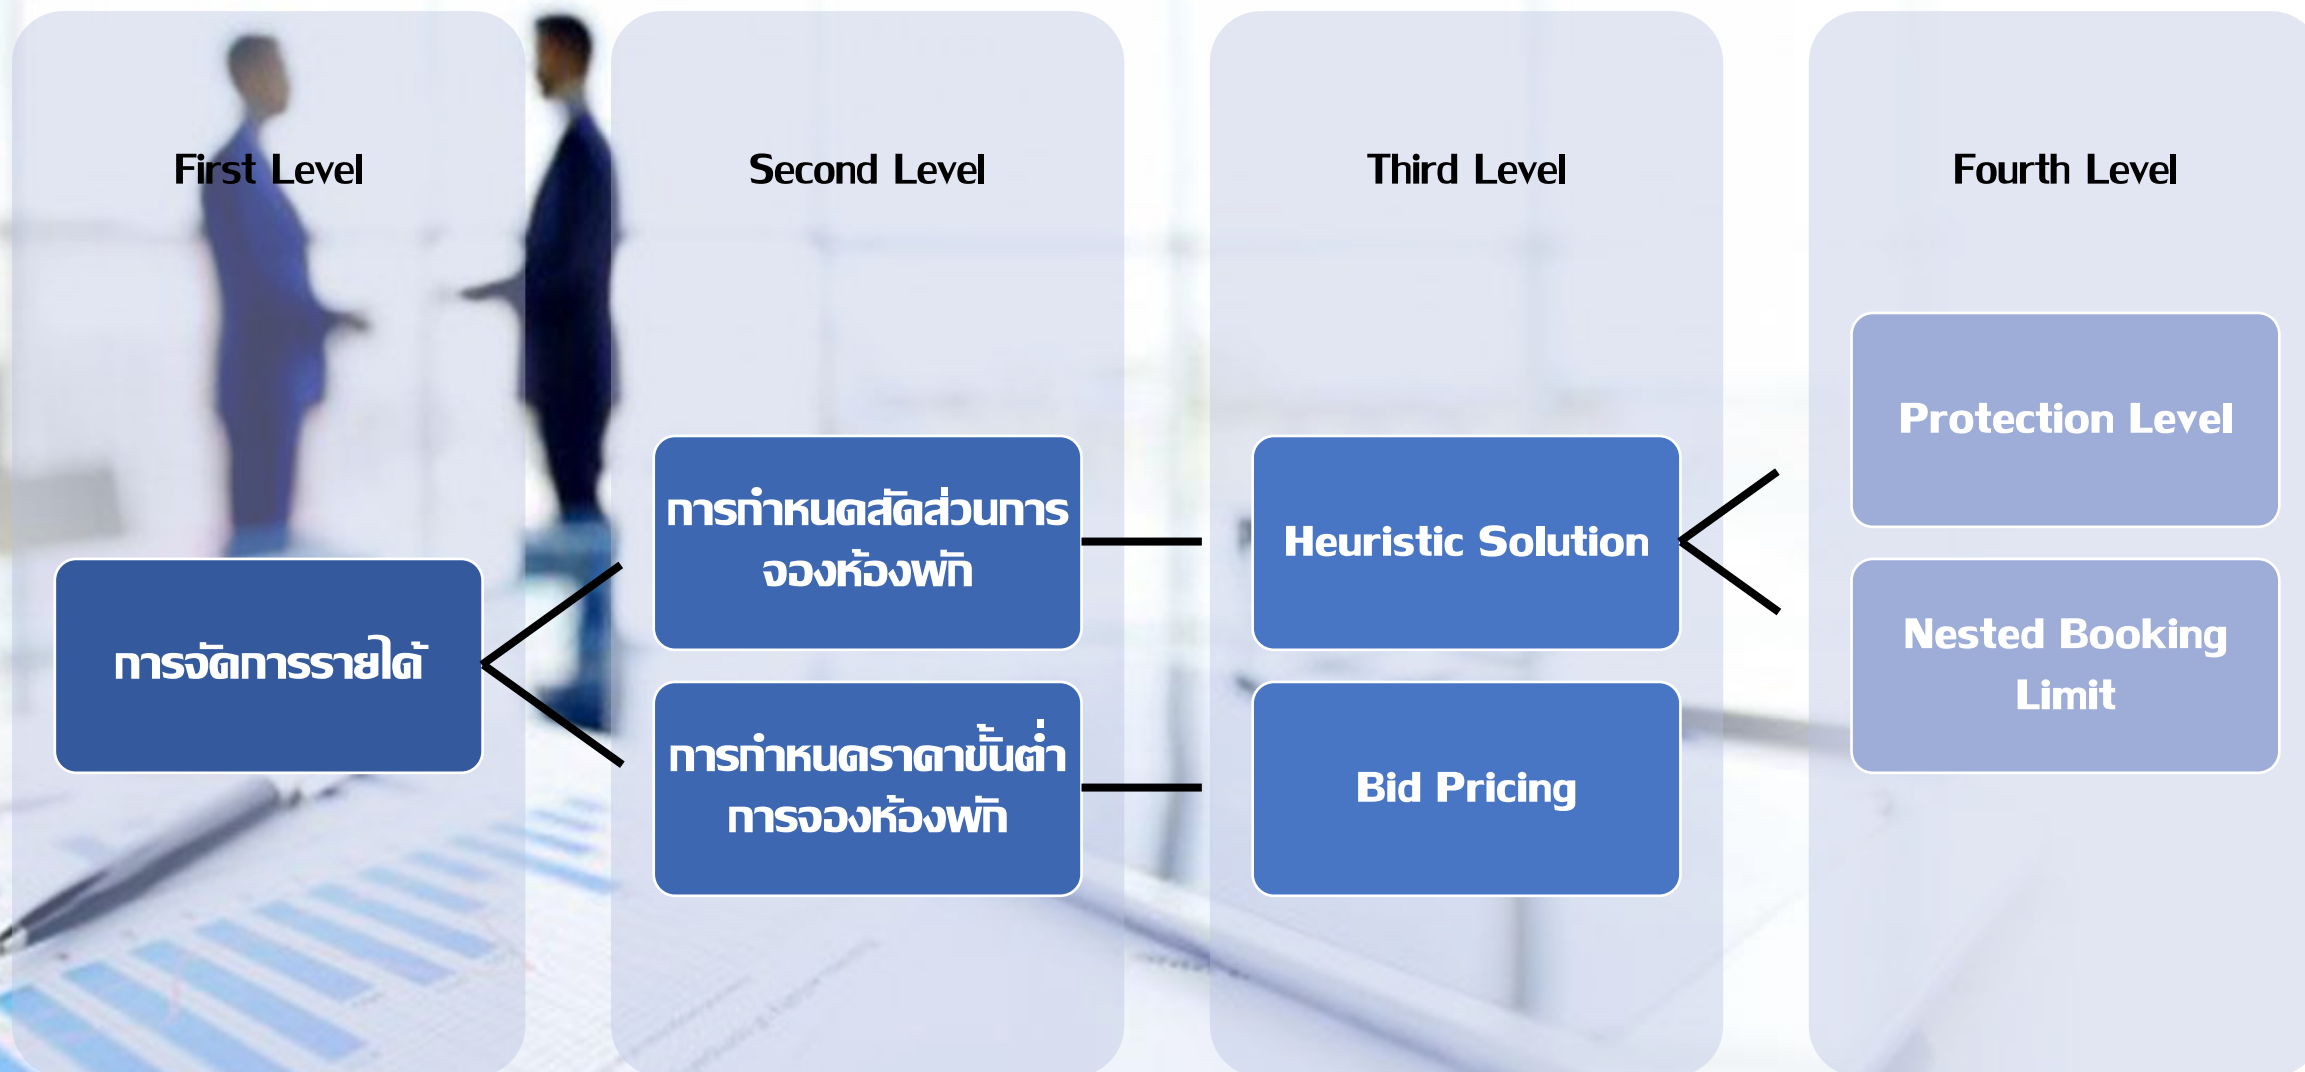 First Level
Second Level
Third Level
Fourth Level
การจัดการรายได้
การกำหนดสัดส่วนการ
จองห้องพัก
การกำหนดราคาขั้นต่ำ
การจองห้องพัก
Heuristic Solution
Bid Pricing
Protection Level
Nested Booking
Limit